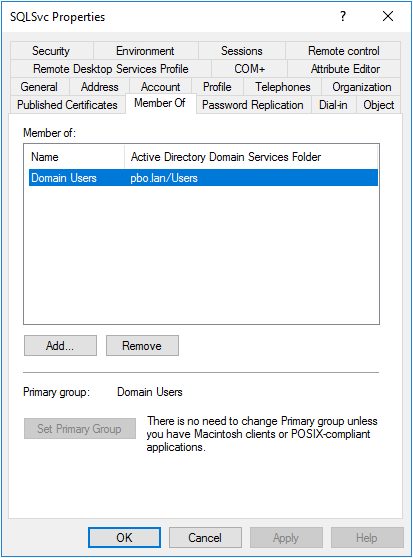 SQLSvc Properties
?
Security Environment Sessions Remote control
Remote Desktop Services Profile COM+ Attribute Editor
General Address Account Profile Telephones Organization
Published Certificates Member Of Password Replication Dial-in Object
Member of:
Name Active Directory Domain Services Folder
Domain Users pbo.lan/Users
Add... Remove
Primary group: Domain Users
Set Primary Group
There is no need to change Primary group unless
you have Macintosh clients or POSIX-compliant
applications.
OK Cancel Apply Help